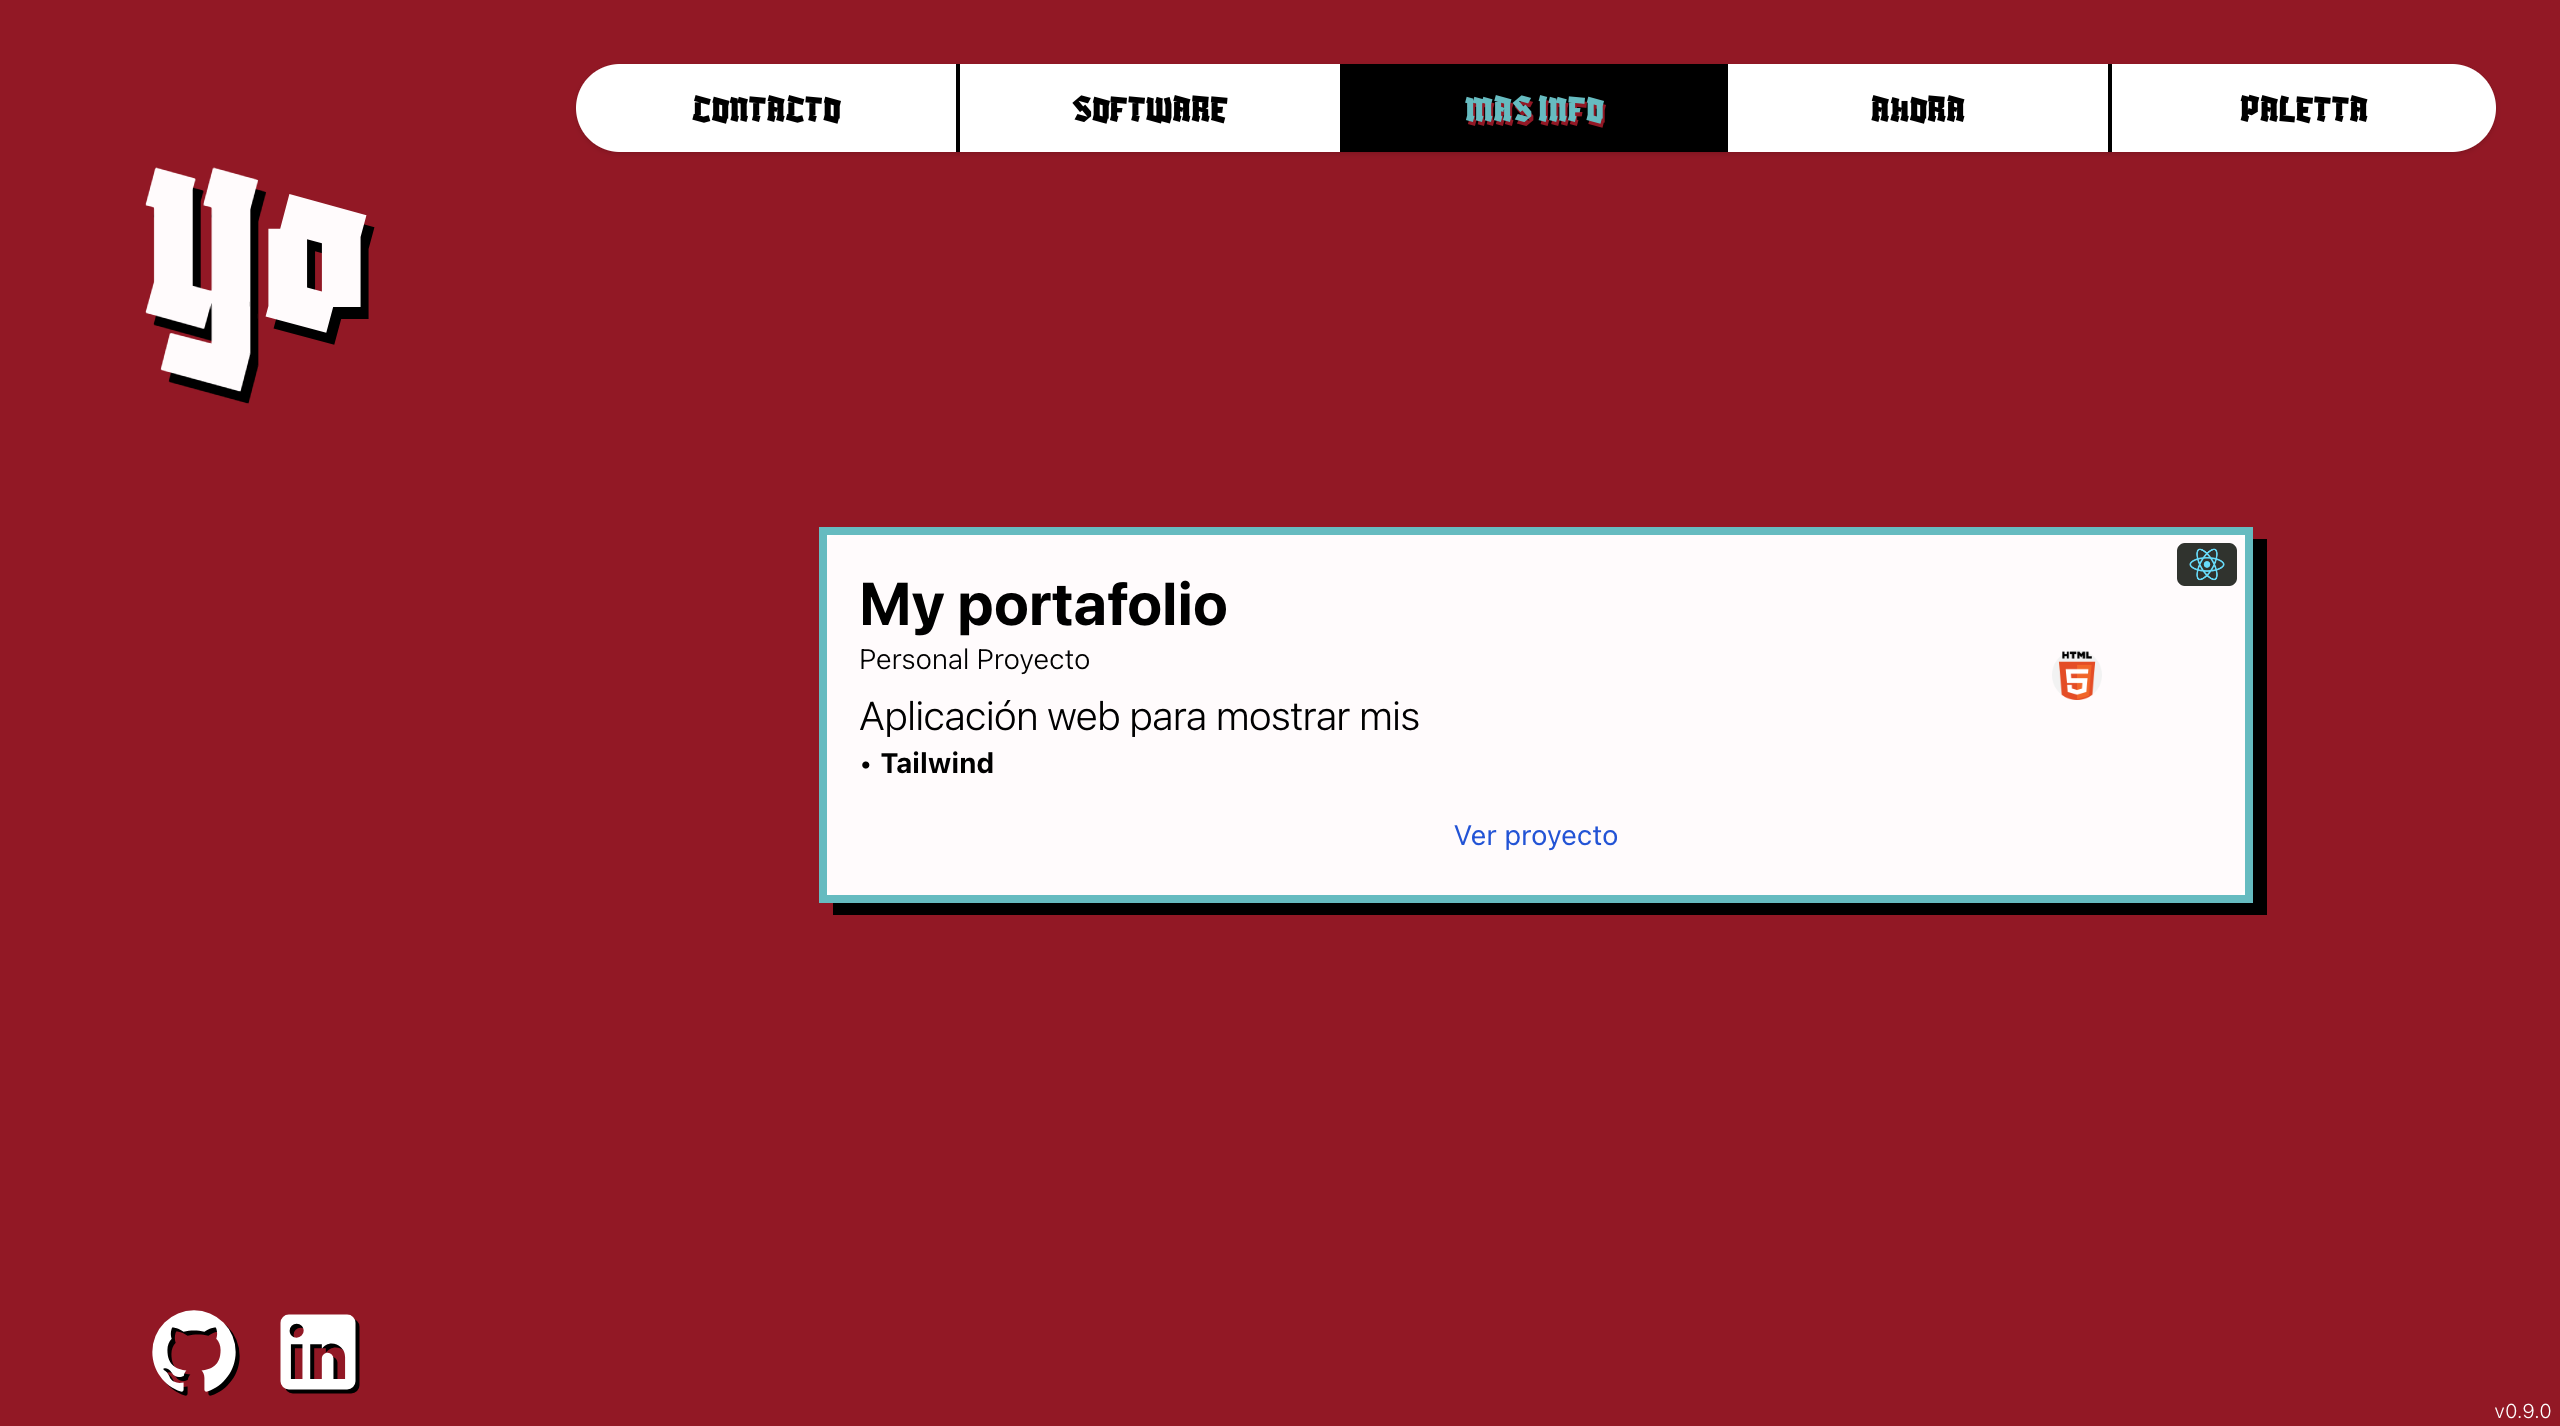 CONTACTO
SOFTWARE
MAS INFO
AHORA
PALETTA
yo
My portafolio
Personal Proyecto
HTML
5
Aplicación web para mostrar mis
• Tailwind
Ver proyecto
in
v0.9.0